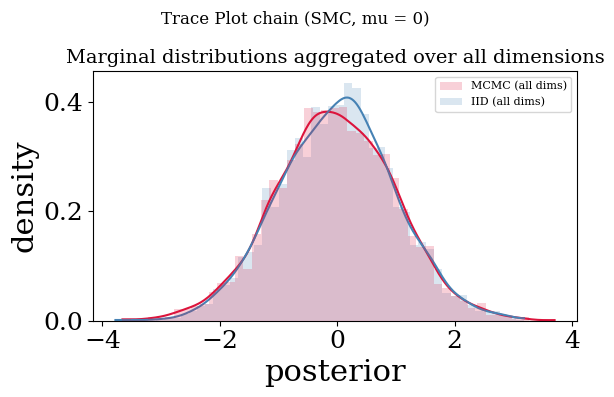 Trace Plot chain (SMC, mu = 0)
Marginal distributions aggregated over all dimensions
MCMC (all dims)
IID (all dims)
density
0.4
0.2
0.0
−4
−2
0
2
4
posterior